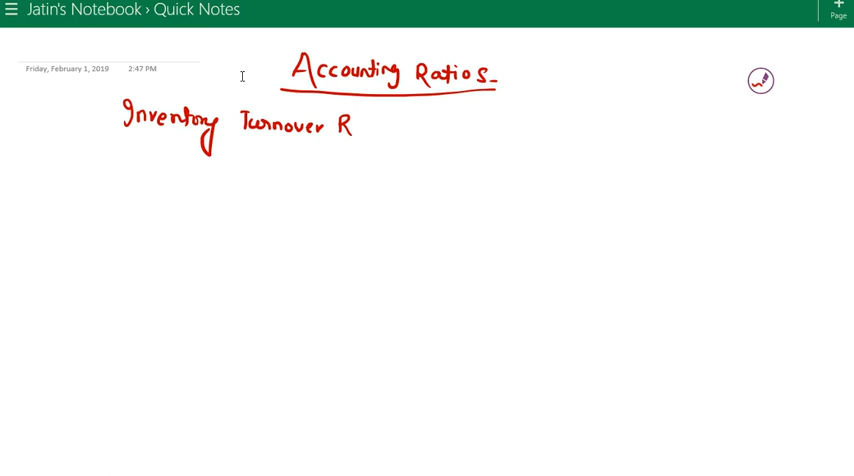 Jatin's Notebook › Quick Notes
Page
Friday, February 1, 2019 2:47 PM
Accounting Ratios
Inventory Turnover R